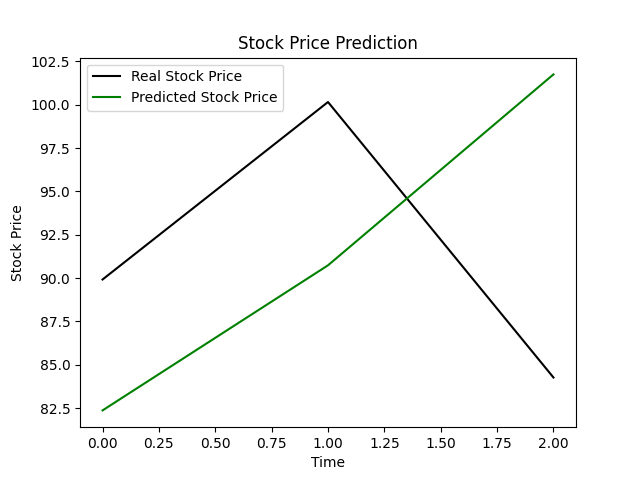 Stock Price Prediction
Real Stock Price
Predicted Stock Price
Stock Price
102.5
100.0
97.5
95.0
92.5
90.0
87.5
85.0
82.5
0.00 0.25 0.50 0.75 1.00 1.25 1.50 1.75 2.00
Time